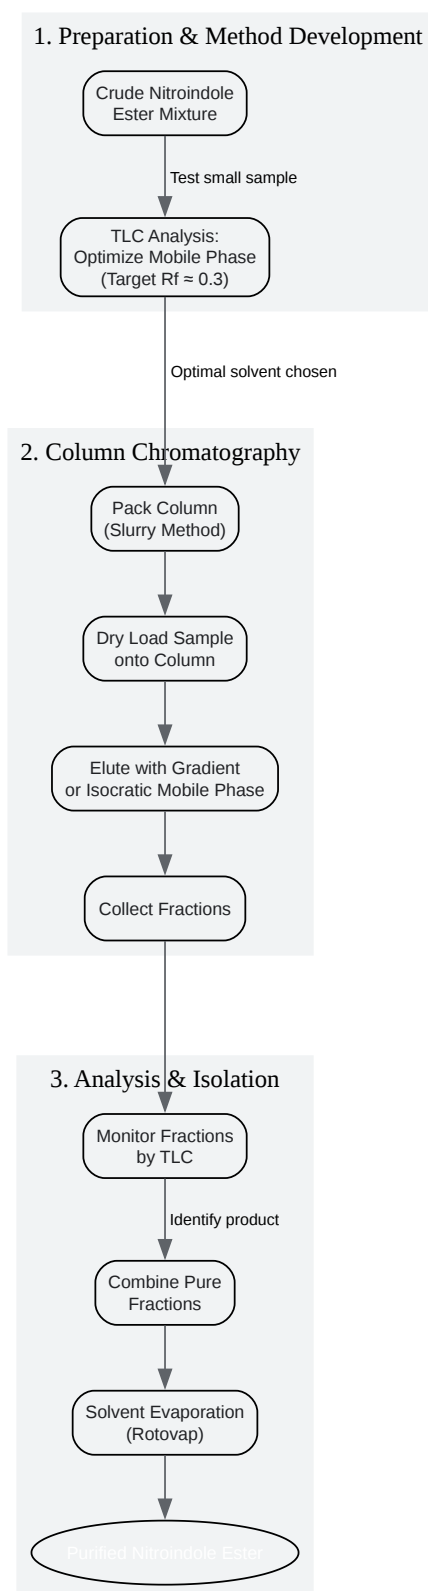 1. Preparation & Method Development
Crude Nitroindole
Ester Mixture
Test small sample
TLC Analysis:
Optimize Mobile Phase
(Target Rf ≈ 0.3)
Optimal solvent chosen
2. Column Chromatography
Pack Column
(Slurry Method)
Dry Load Sample
onto Column
Elute with Gradient
or Isocratic Mobile Phase
Collect Fractions
3. Analysis & Isolation
Monitor Fractions
by TLC
Identify product
Combine Pure
Fractions
Solvent Evaporation
(Rotovap)
Purified Nitroindole Ester